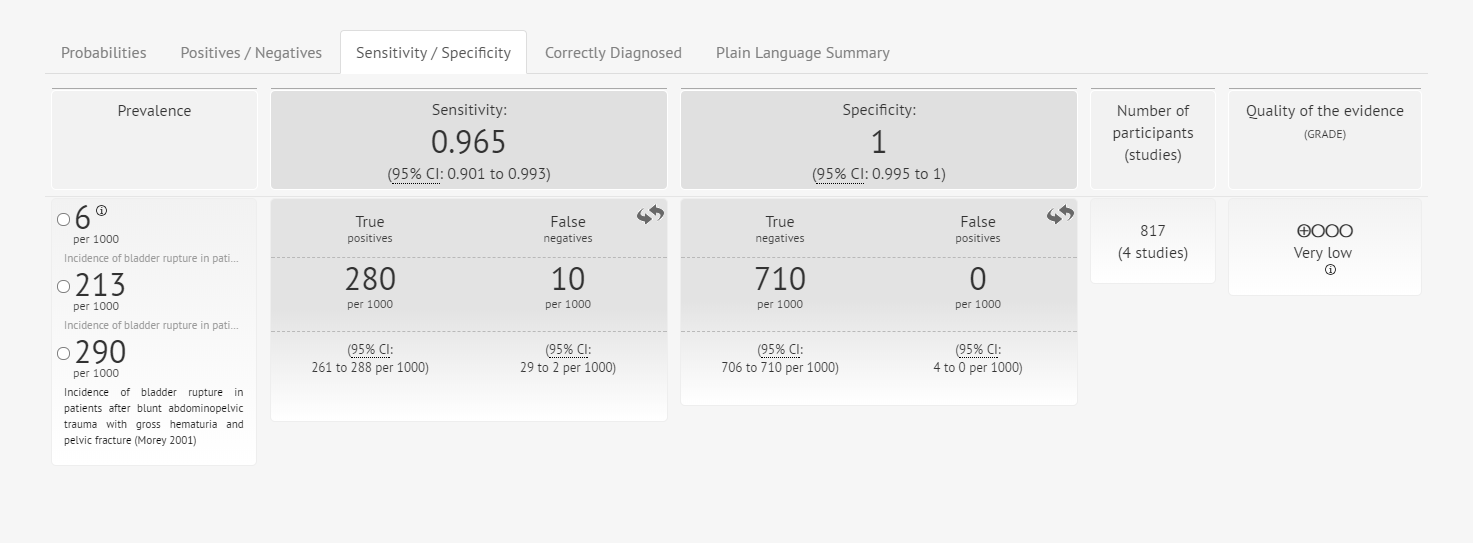 Probabilities
Positives / Negatives
Sensitivity / Specificity
Correctly Diagnosed
Plain Language Summary
Prevalence
Sensitivity:
0.965
(95% CI: 0.901 to 0.993)
Specificity:
1
(95% CI: 0.995 to 1)
Number of
participants
(studies)
Quality of the evidence
(GRADE)
6
per 1000
Incidence of bladder rupture in pati...
213
per 1000
Incidence of bladder rupture in pati...
290
per 1000
Incidence of bladder rupture in
patients after blunt abdominopelvic
trauma with gross hematuria and
pelvic fracture (Morey 2001)
True
positives
280
per 1000
(95% CI:
261 to 288 per 1000)
False
negatives
10
per 1000
(95% CI:
29 to 2 per 1000)
True
negatives
710
per 1000
(95% CI:
706 to 710 per 1000)
False
positives
0
per 1000
(95% CI:
4 to 0 per 1000)
817
(4 studies)
⨁◯◯◯
Very low